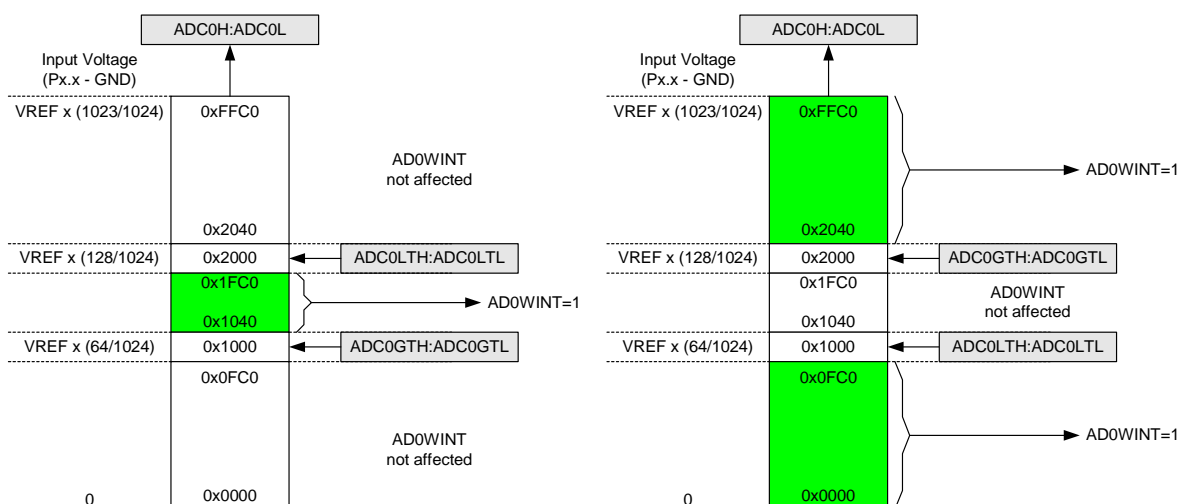 ADC0H:ADC0L
Input Voltage
(Px.x - GND)
VREF x (1023/1024)
0xFFC0
AD0WINT
not affected
0x2040
VREF x (128/1024)
0x2000
ADC0LTH:ADC0LTL
0x1FC0
AD0WINT=1
0x1040
VREF x (64/1024)
0x1000
ADC0GTH:ADC0GTL
0x0FC0
AD0WINT
not affected
0
0x0000
ADC0H:ADC0L
Input Voltage
(Px.x - GND)
VREF x (1023/1024)
0xFFC0
AD0WINT=1
0x2040
VREF x (128/1024)
0x2000
ADC0GTH:ADC0GTL
0x1FC0
AD0WINT
not affected
0x1040
VREF x (64/1024)
0x1000
ADC0LTH:ADC0LTL
0x0FC0
AD0WINT=1
0
0x0000